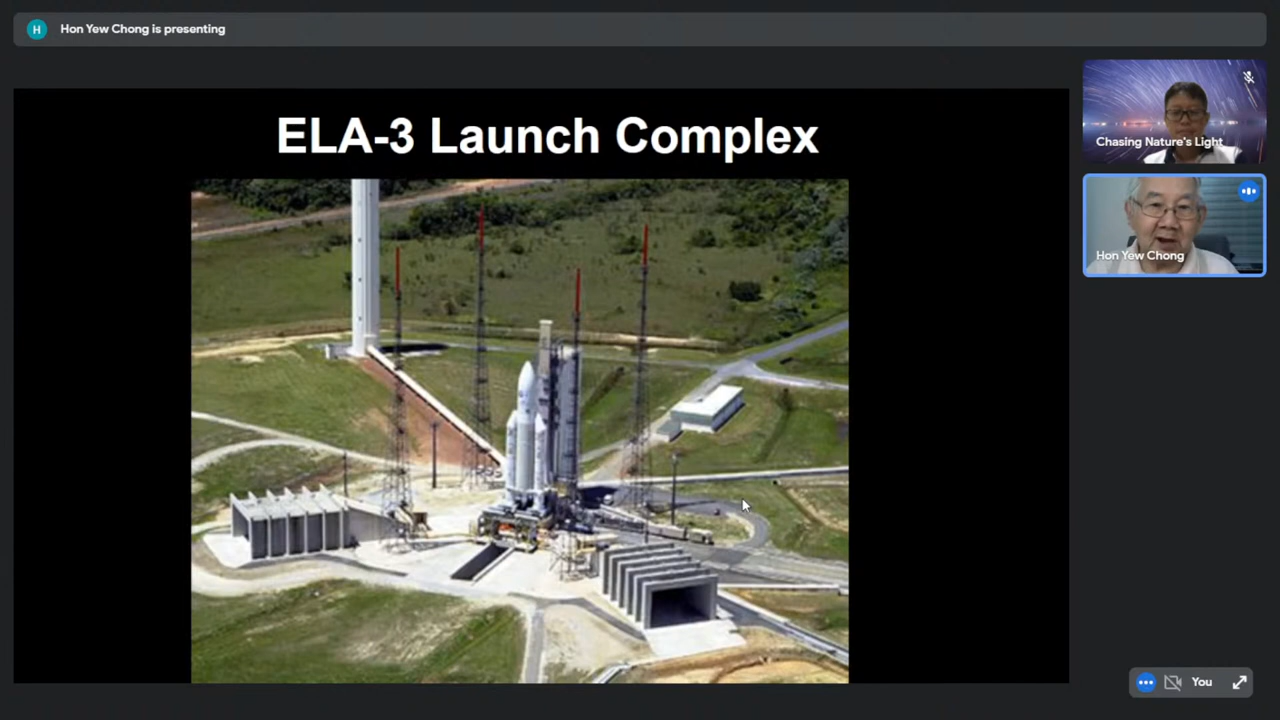 H
Hon Yew Chong is presenting
ELA-3 Launch Complex
Chasing Nature's Light
Hon Yew Chong
You